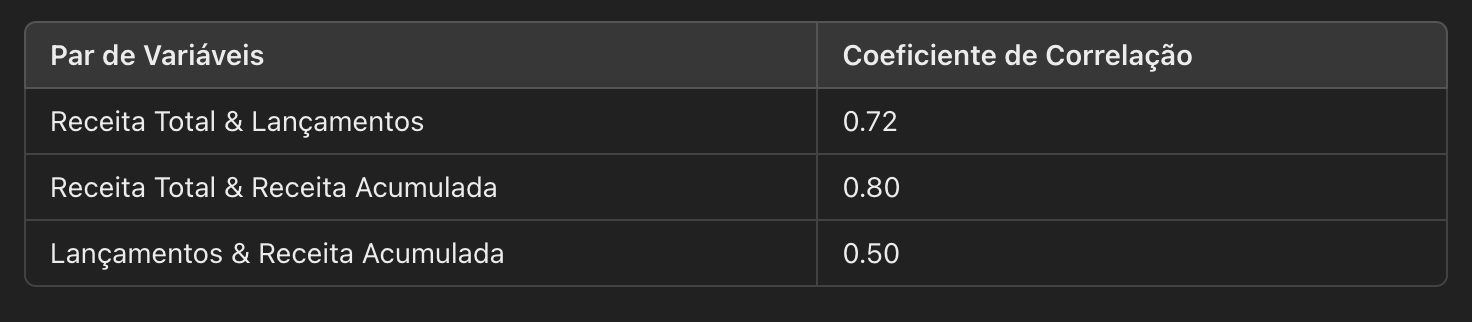 Par de Variáveis Coeficiente de Correlação
Receita Total & Lançamentos 0.72
Receita Total & Receita Acumulada 0.80
Lançamentos & Receita Acumulada 0.50